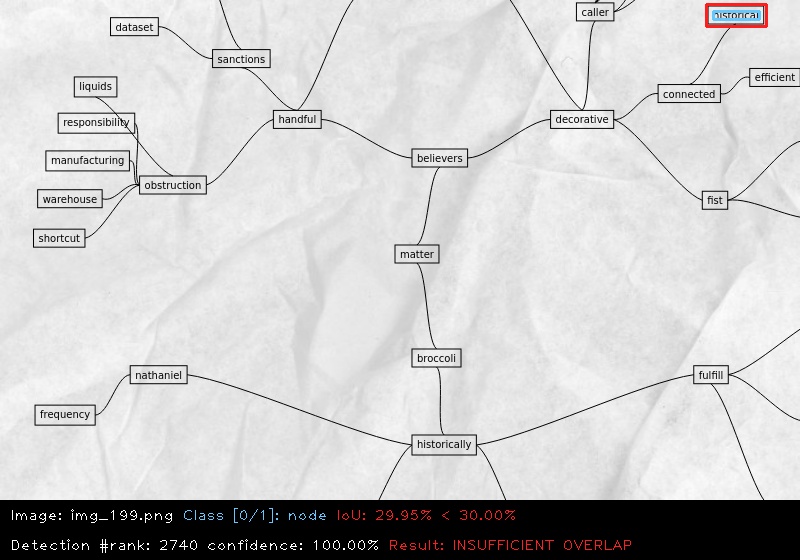 caller
historical
dataset
sanctions
efficient
liquids
connected
responsibility
handful
decorative
manufacturing
believers
obstruction
warehouse
fist
shortcut
matter
broccoli
nathaniel
fulfill
frequency
historically
Image: img_199.png Class [0/1]: node IoU: 29.95% < 30.00%
Detection #rank: 2740 confidence: 100.00% Result: INSUFFICIENT OVERLAP